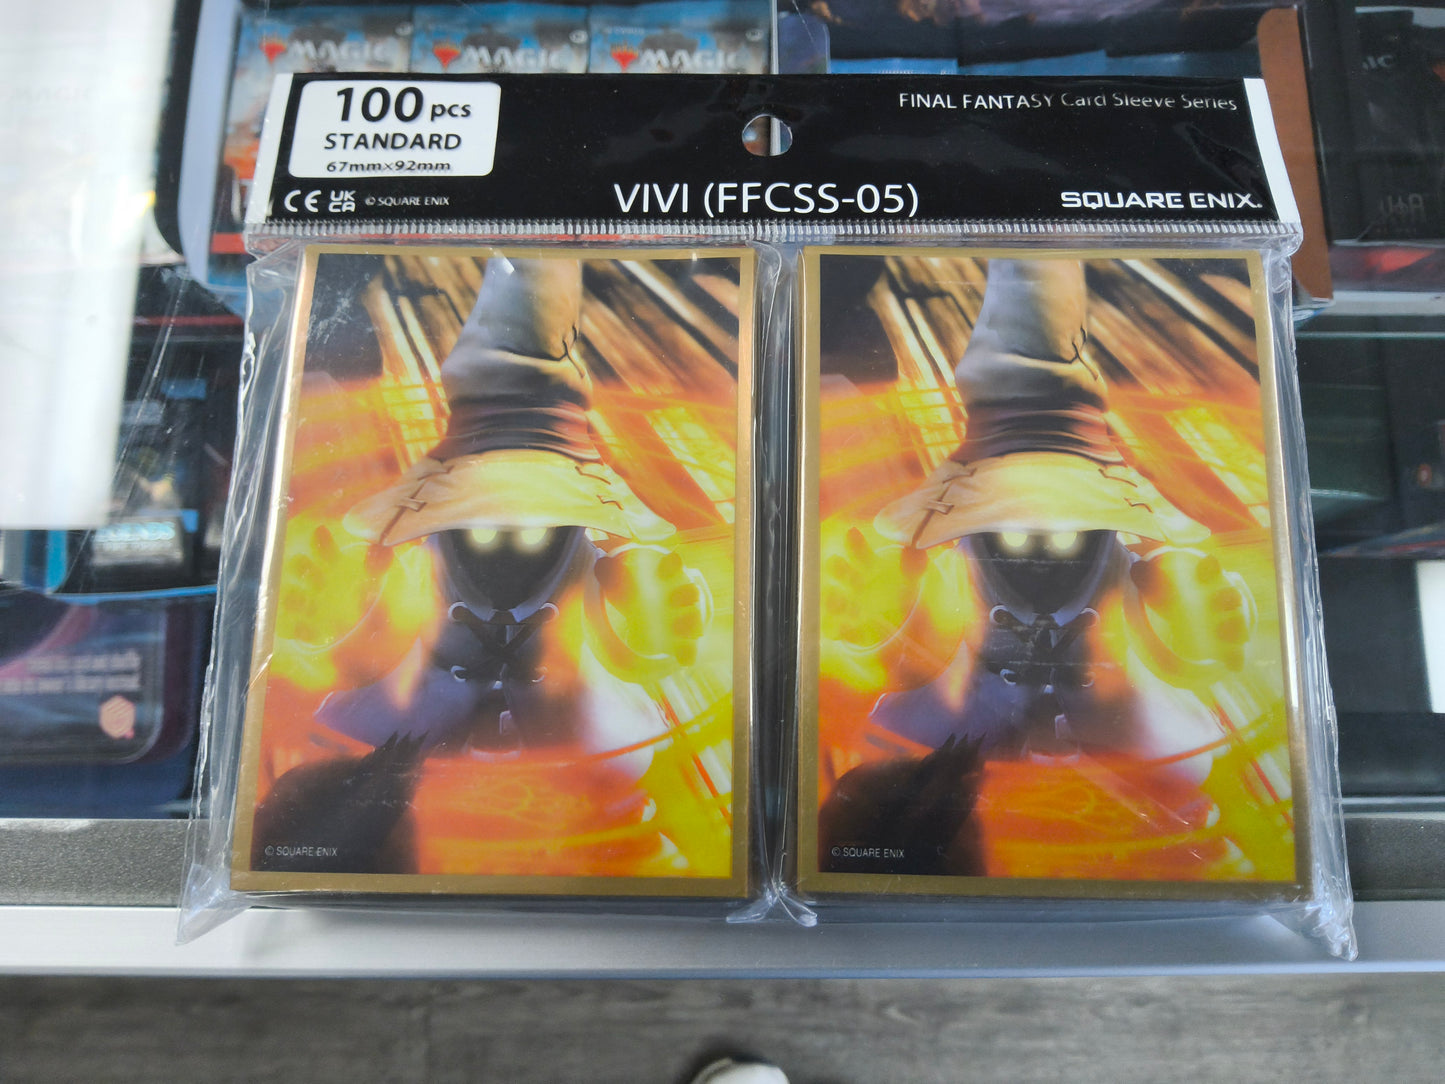 MAGIC
MAGIC
MAGIC
100 pcs
STANDARD
67mm×92mm
CE UK CA © SQUARE ENIX
FINAL FANTASY Card Sleeve Series
VIVI (FFCSS-05)
SQUARE ENIX.
© SQUARE ENIX
© SQUARE ENIX